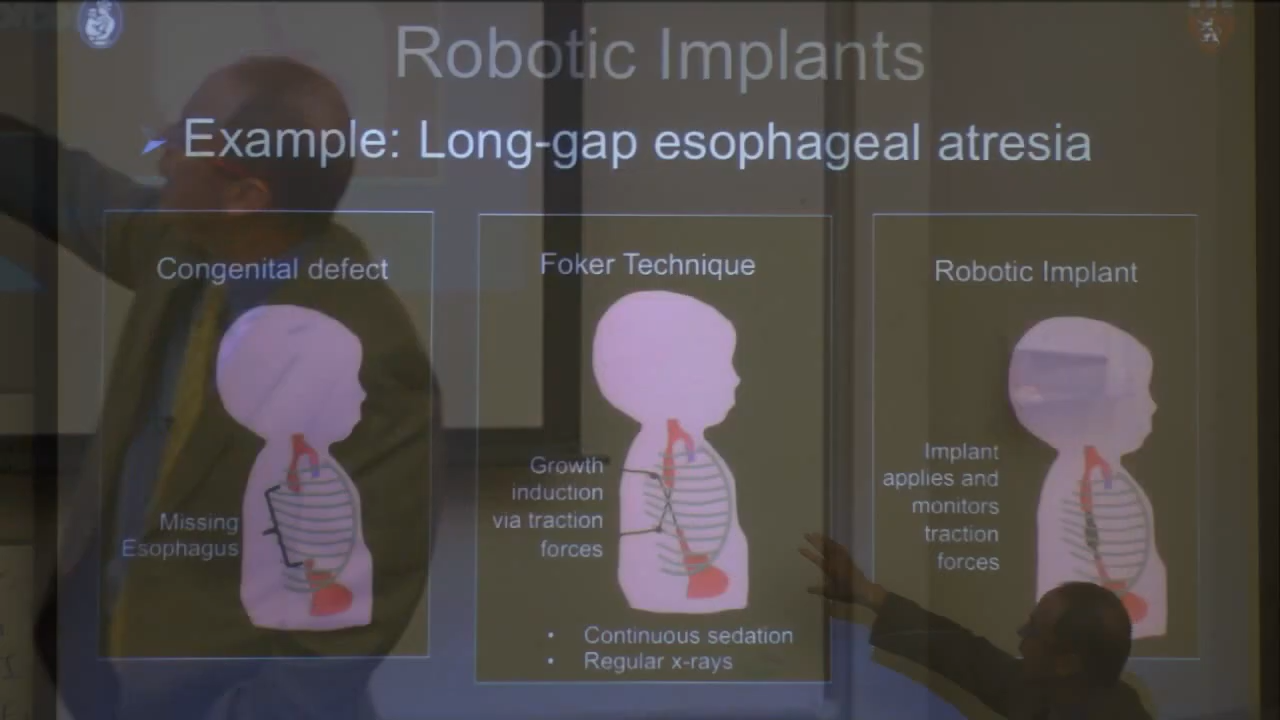 Robotic Implants
Example: Long-gap esophageal atresia
Congenital defect
Missing
Esophagus
Foker Technique
Growth
induction
via traction
forces
• Continuous sedation
• Regular x-rays
Robotic Implant
Implant
applies and
monitors
traction
forces